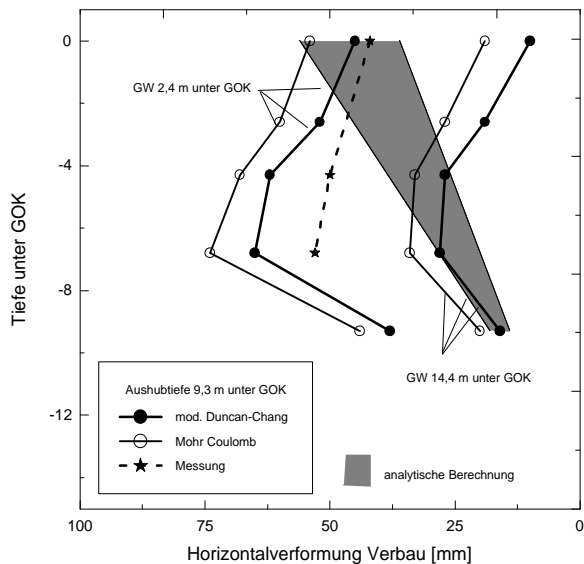 0
GW 2,4 m unter GOK
-4
Tiefe unter GOK
-8
GW 14,4 m unter GOK
Aushubtiefe 9,3 m unter GOK
mod. Duncan-Chang
Mohr Coulomb
Messung
-12
analytische Berechnung
100
75
50
25
0
Horizontalverformung Verbau [mm]